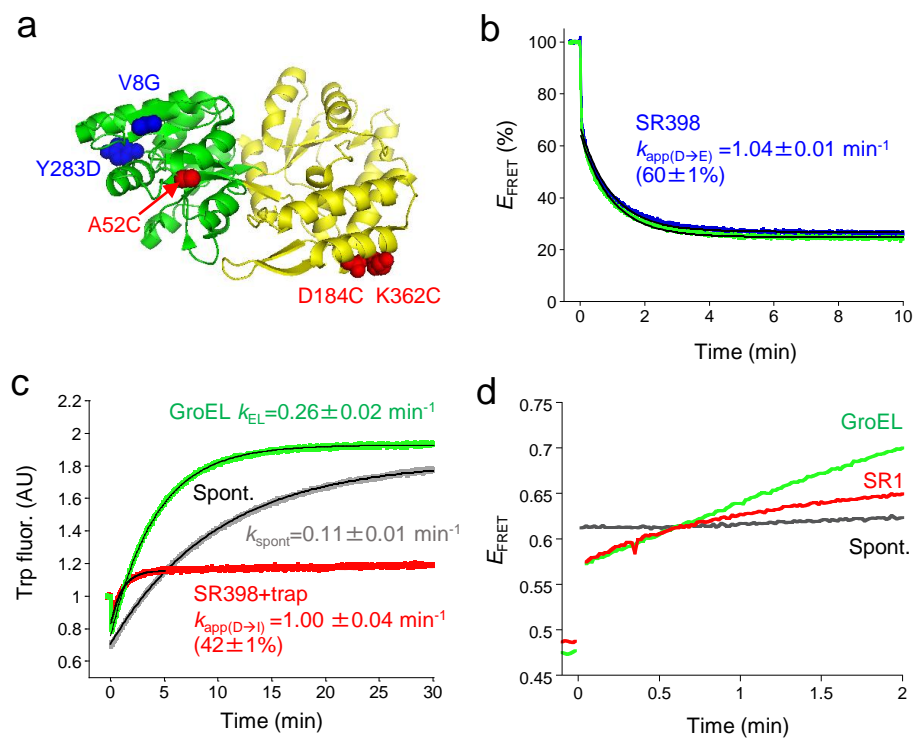 a
V8G
Y283D
A52C
D184C K362C
b
E_FRET (%)
100
80
60
40
20
0
SR398
k_app(D→E) =1.04±0.01 min⁻¹
(60±1%)
0 2 4 6 8 10
Time (min)
c
Trp fluor. (AU)
2.2
2
1.8
1.6
1.4
1.2
1
0.8
0.6
GroEL k_EL=0.26±0.02 min⁻¹
Spont.
k_spont=0.11±0.01 min⁻¹
SR398+trap
k_app(D→I)=1.00 ±0.04 min⁻¹
(42±1%)
0 5 10 15 20 25 30
Time (min)
d
E_FRET
0.75
0.7
0.65
0.6
0.55
0.5
0.45
GroEL
SR1
Spont.
0 0.5 1 1.5 2
Time (min)